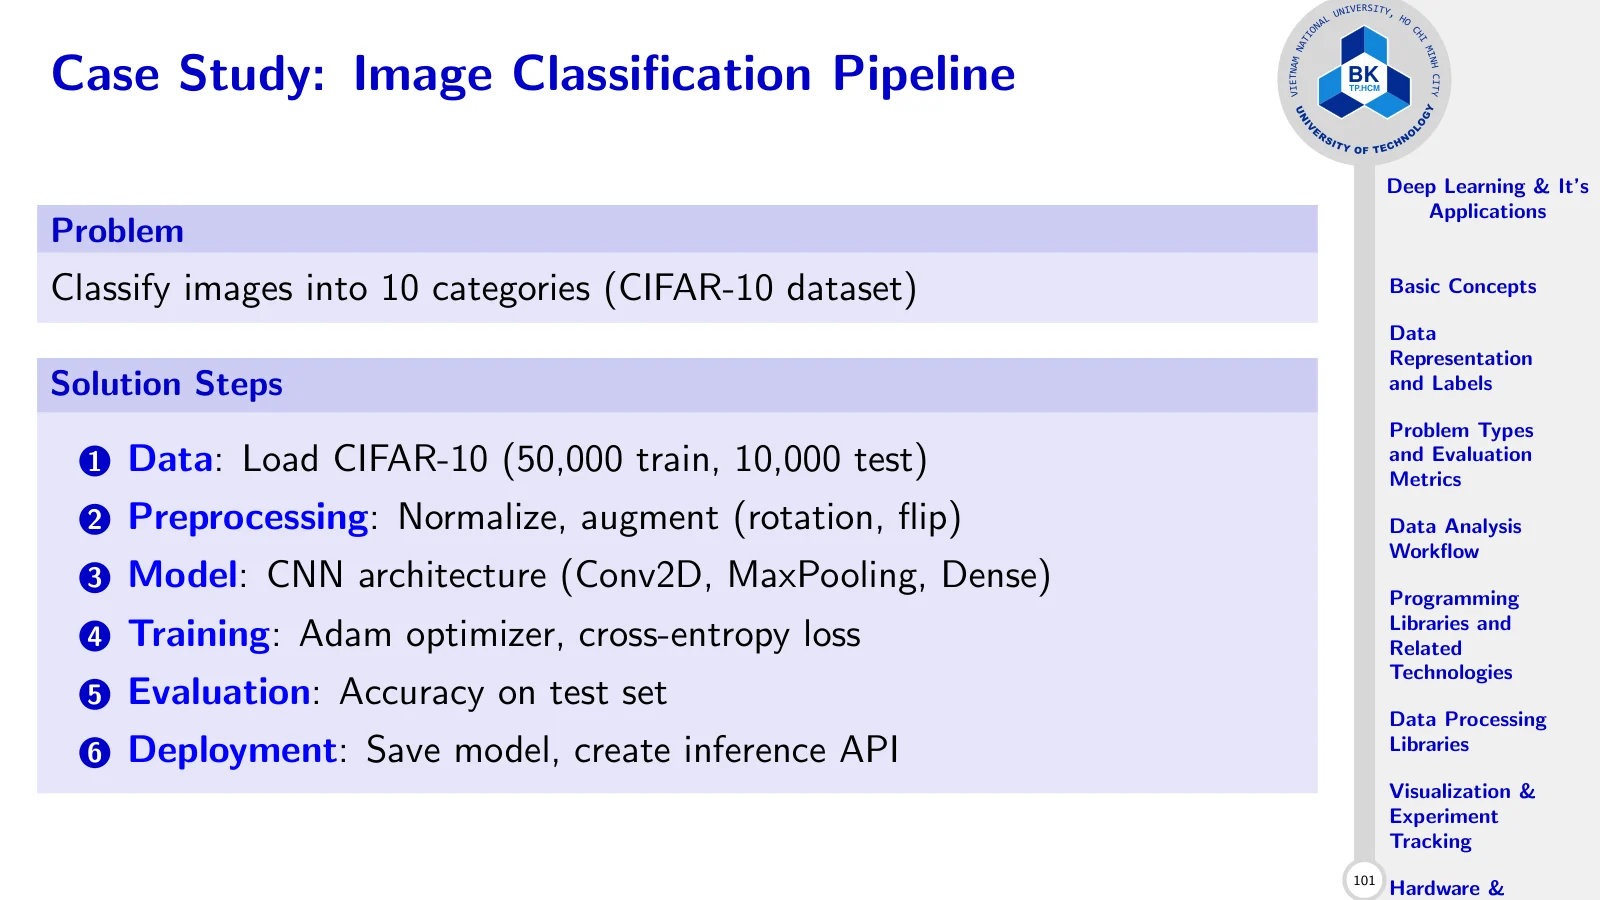 Case Study: Image Classification Pipeline
Problem
Classify images into 10 categories (CIFAR-10 dataset)
Solution Steps
1 Data: Load CIFAR-10 (50,000 train, 10,000 test)
2 Preprocessing: Normalize, augment (rotation, flip)
3 Model: CNN architecture (Conv2D, MaxPooling, Dense)
4 Training: Adam optimizer, cross-entropy loss
5 Evaluation: Accuracy on test set
6 Deployment: Save model, create inference API
VIETNAM NATIONAL UNIVERSITY, HO CHI MINH CITY
BK
TP.HCM
UNIVERSITY OF TECHNOLOGY
Deep Learning & It's
Applications
Basic Concepts
Data
Representation
and Labels
Problem Types
and Evaluation
Metrics
Data Analysis
Workflow
Programming
Libraries and
Related
Technologies
Data Processing
Libraries
Visualization &
Experiment
Tracking
Hardware &
101